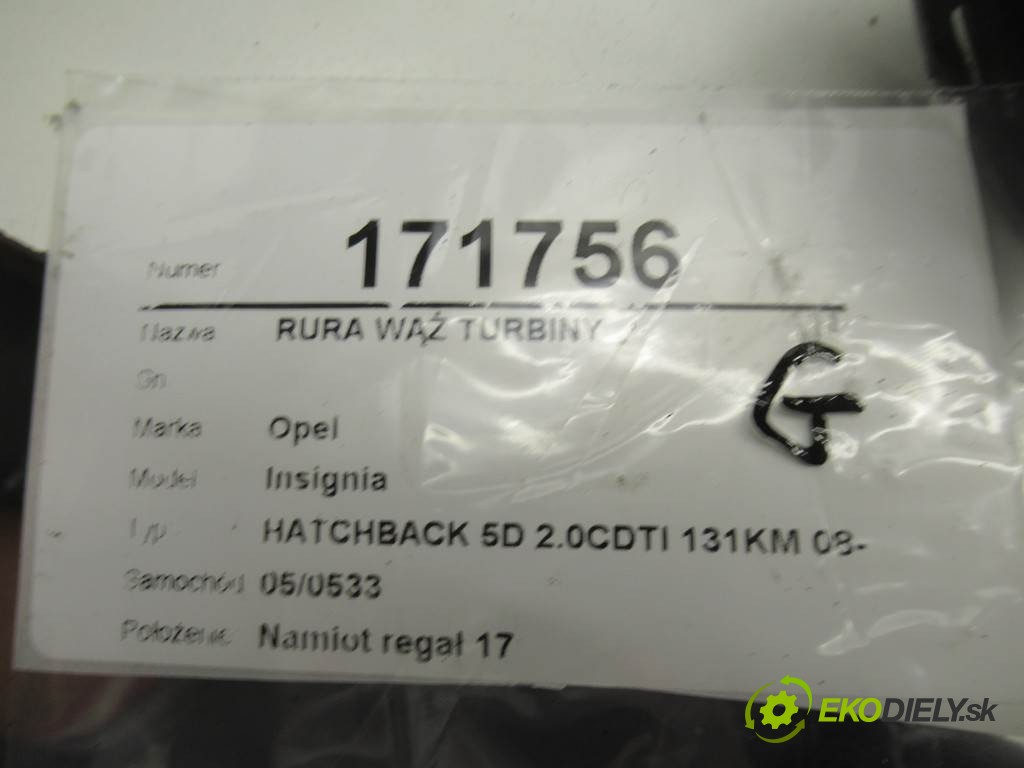 Numer 171756
Nazwa RURA WĄŻ TURBINY
Sn
Marka Opel
Model Insignia
Typ HATCHBACK 5D 2.0CDTI 131KM 08-
Samochód 05/0533
Położenie Namiot regał 17
G
EKODIELY.sk